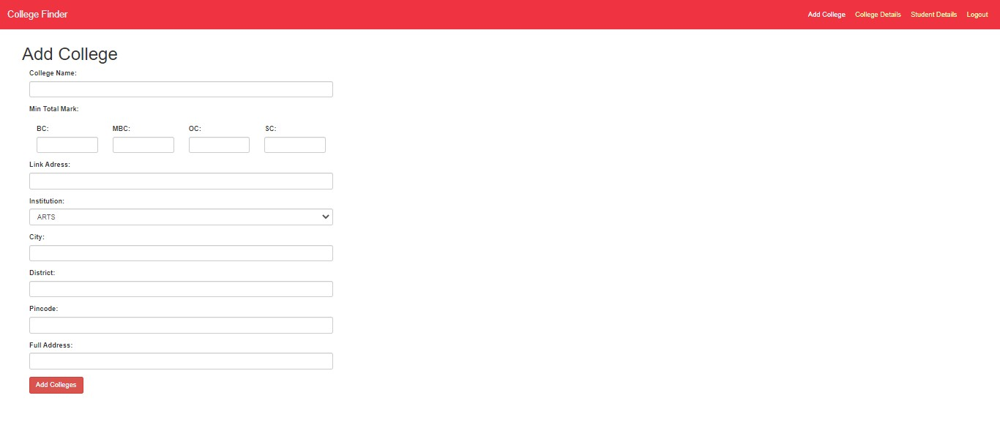 College Finder
Add College College Details Student Details Logout
Add College
College Name:
Min Total Mark:
BC: MBC: OC: SC:
Link Adress:
Institution:
ARTS
City:
District:
Pincode:
Full Address:
Add Colleges